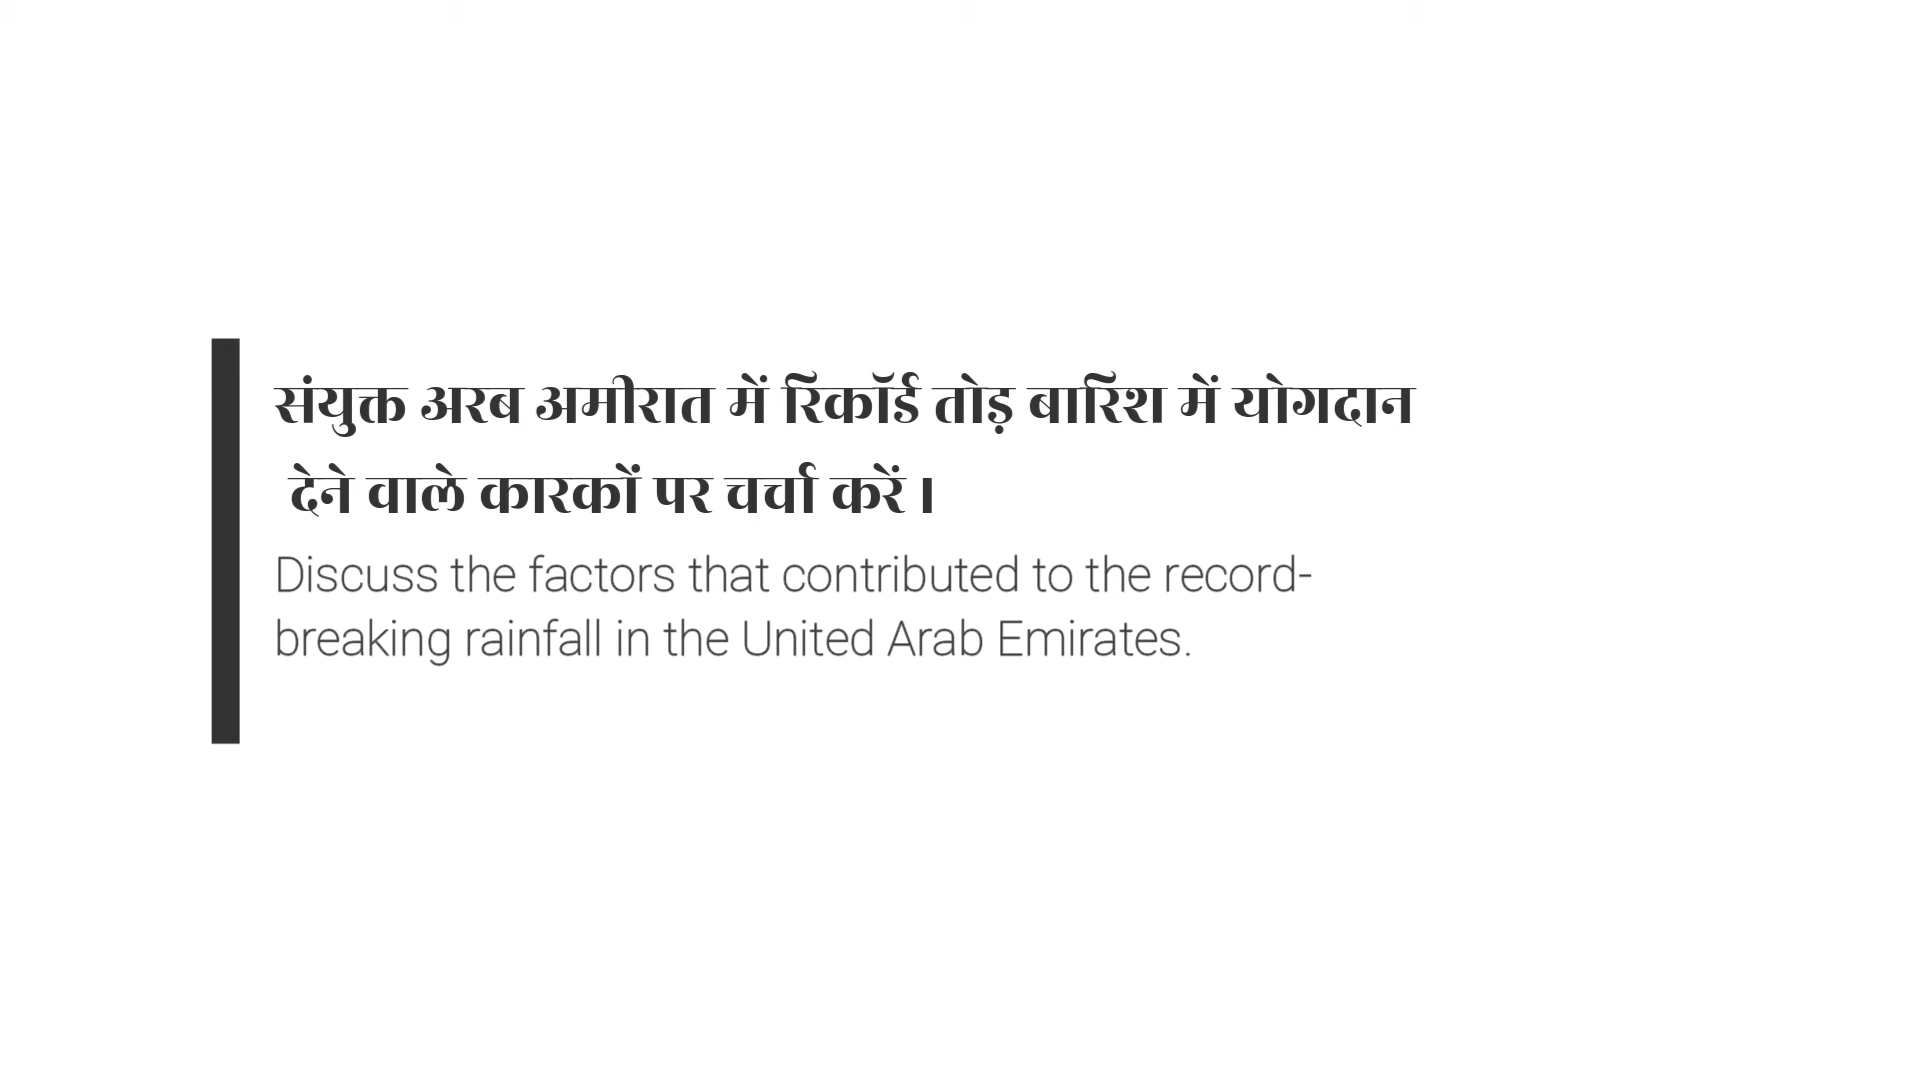 संयुक्त अरब अमीरात में रिकॉर्ड तोड़ बारिश में योगदान
देने वाले कारकों पर चर्चा करें ।
Discuss the factors that contributed to the record-
breaking rainfall in the United Arab Emirates.